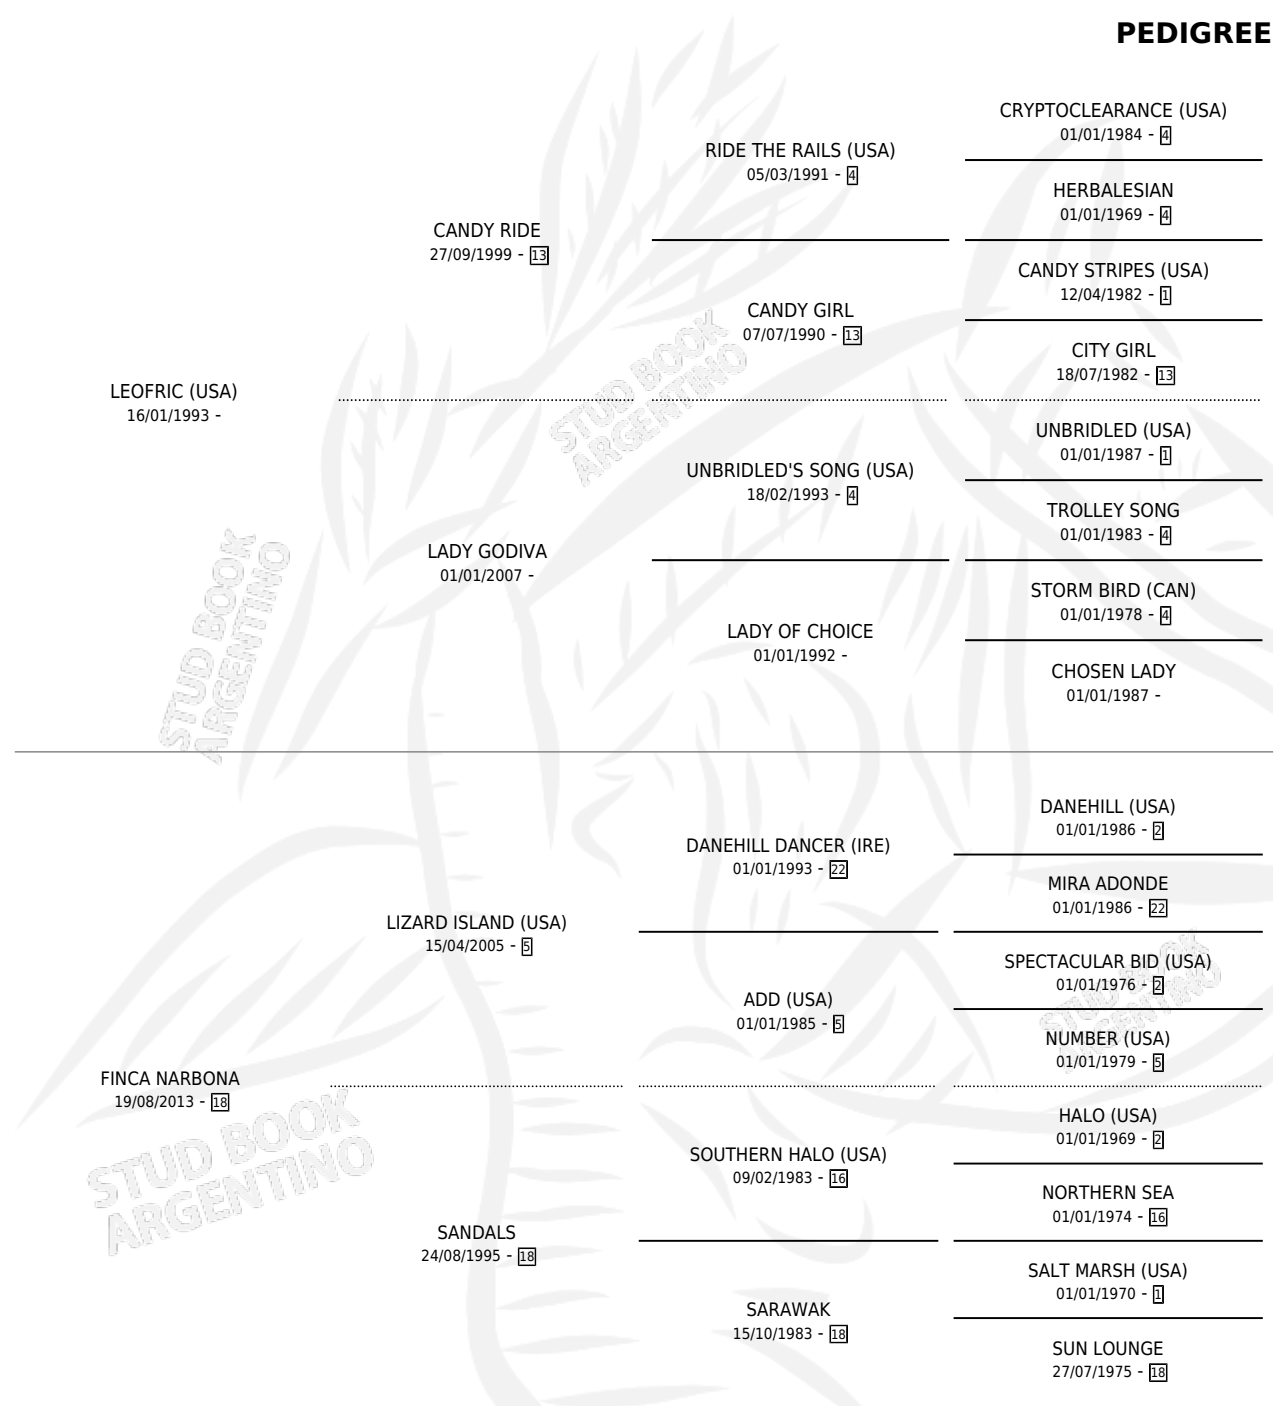 PEDIGREE
CRYPTOCLEARANCE (USA)
01/01/1984 - 4
RIDE THE RAILS (USA)
05/03/1991 - 4
HERBALESIAN
01/01/1969 - 4
CANDY RIDE
27/09/1999 - 13
CANDY STRIPES (USA)
12/04/1982 - 1
CANDY GIRL
07/07/1990 - 13
CITY GIRL
18/07/1982 - 13
LEOFRIC (USA)
16/01/1993 -
UNBRIDLED (USA)
01/01/1987 - 1
UNBRIDLED'S SONG (USA)
18/02/1993 - 4
TROLLEY SONG
01/01/1983 - 4
LADY GODIVA
01/01/2007 -
STORM BIRD (CAN)
01/01/1978 - 4
LADY OF CHOICE
01/01/1992 -
CHOSEN LADY
01/01/1987 -
DANEHILL (USA)
01/01/1986 - 2
DANEHILL DANCER (IRE)
01/01/1993 - 22
MIRA ADONDE
01/01/1986 - 22
LIZARD ISLAND (USA)
15/04/2005 - 5
SPECTACULAR BID (USA)
01/01/1976 - 2
ADD (USA)
01/01/1985 - 5
NUMBER (USA)
01/01/1979 - 5
FINCA NARBONA
19/08/2013 - 18
HALO (USA)
01/01/1969 - 2
SOUTHERN HALO (USA)
09/02/1983 - 16
NORTHERN SEA
01/01/1974 - 16
SANDALS
24/08/1995 - 18
SALT MARSH (USA)
01/01/1970 - 1
SARAWAK
15/10/1983 - 18
SUN LOUNGE
27/07/1975 - 18
STUD BOOK
ARGENTINO
STUD BOOK
ARGENTINO
STUD BOOK
ARGENTINO
STUD BOOK
ARGENTINO